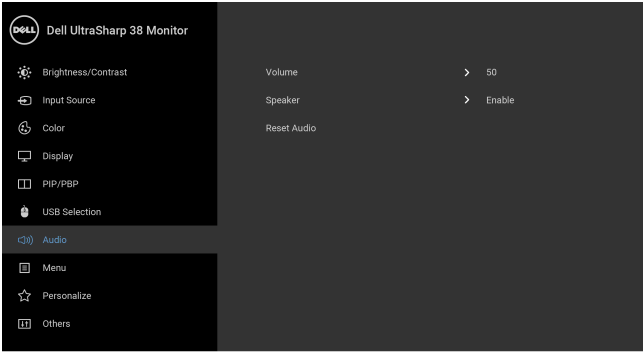 DELL Dell UltraSharp 38 Monitor
Brightness/Contrast
Input Source
Color
Display
PIP/PBP
USB Selection
Audio
Menu
Personalize
Others
Volume > 50
Speaker > Enable
Reset Audio